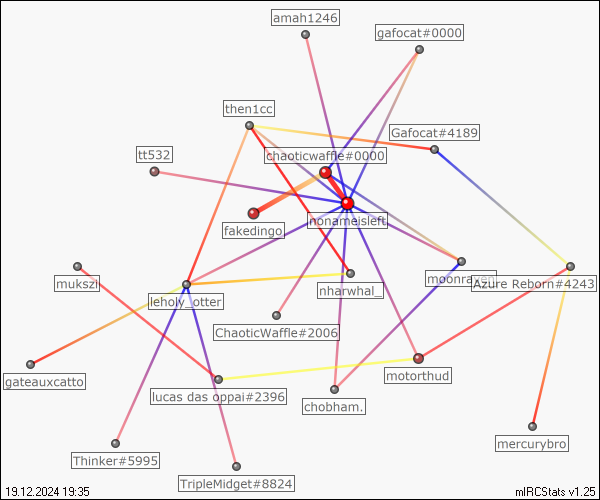 amah1246
gafocat#0000
then1cc
Gafocat#4189
tt532
chaoticwaffle#0000
nonameisleft
fakedingo
mukszi
moonraven
Azure Reborn#4243
leholy_otter
nharwhal_
ChaoticWaffle#2006
gateauxcatto
motorthud
lucas das oppai#2396
chobham.
mercurybro
Thinker#5995
TripleMidget#8824
19.12.2024 19:35
mIRCStats v1.25